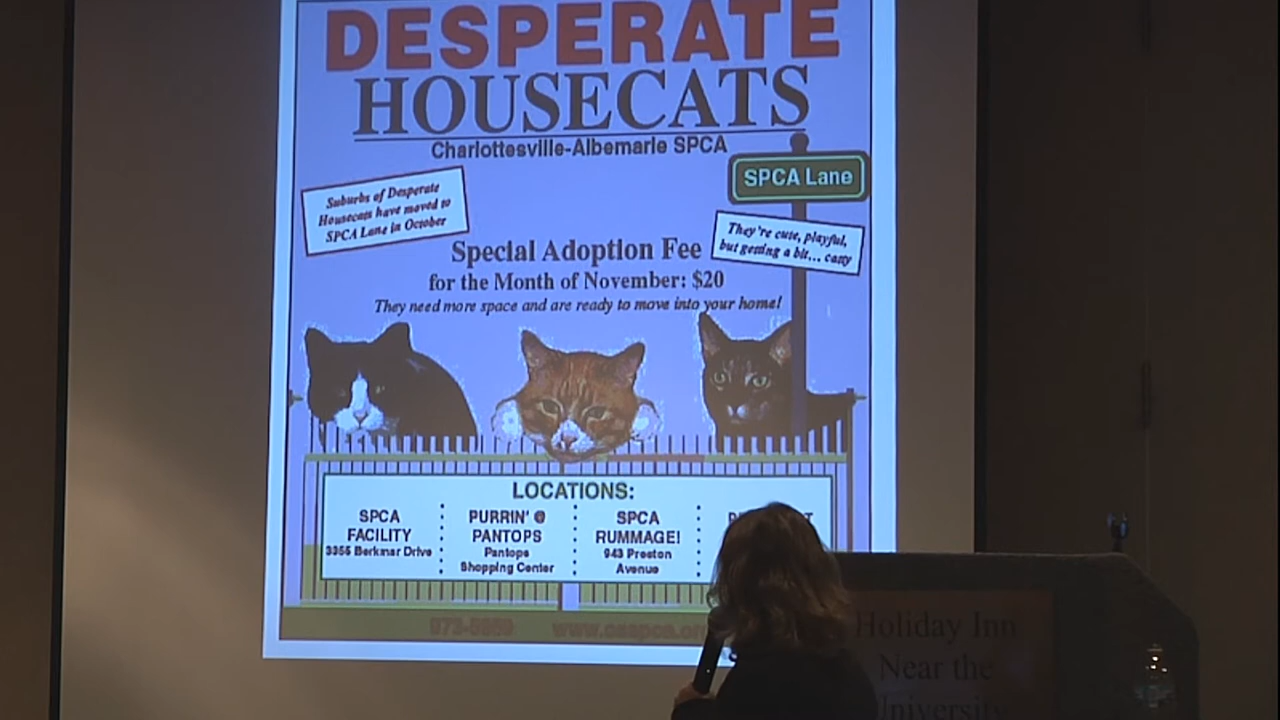 DESPERATE
HOUSECATS
Charlottesville-Albemarle SPCA
SPCA Lane
Suburbs of Desperate
Housecats have moved to
SPCA Lane in October
They're cute, playful,
but getting a bit... catty
Special Adoption Fee
for the Month of November: $20
They need more space and are ready to move into your home!
LOCATIONS:
SPCA
FACILITY
3355 Berkmar Drive
PURRIN' @
PANTOPS
Pantops
Shopping Center
SPCA
RUMMAGE!
943 Preston
Avenue
Holiday Inn
Near the
University